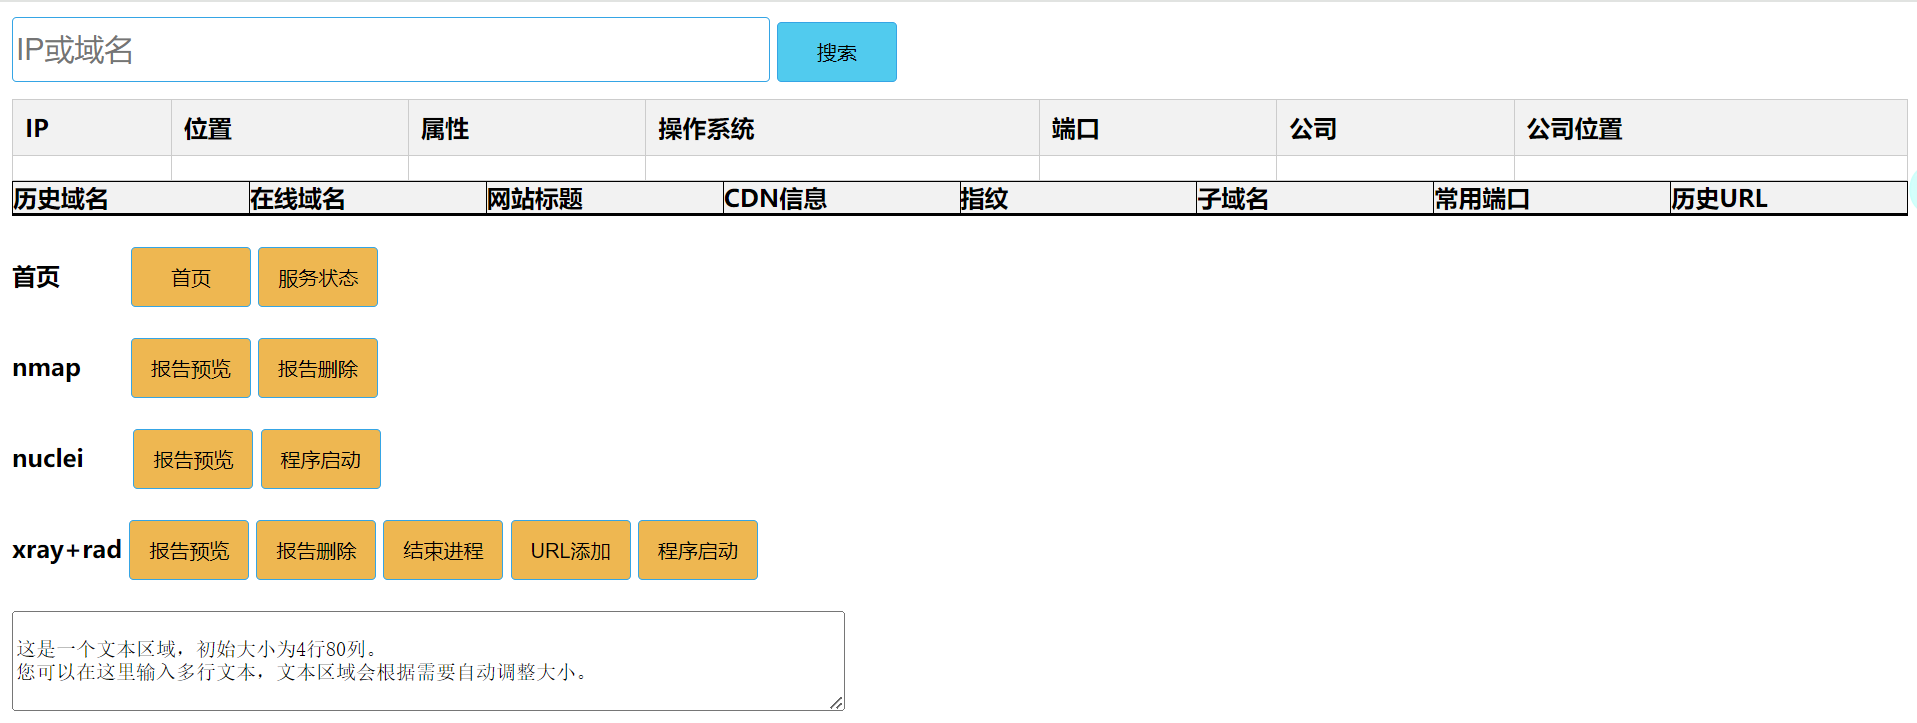 IP或域名 搜索
IP 位置 属性 操作系统 端口 公司 公司位置
历史域名 在线域名 网站标题 CDN信息 指纹 子域名 常用端口 历史URL
首页 首页 服务状态
nmap 报告预览 报告删除
nuclei 报告预览 程序启动
xray+rad 报告预览 报告删除 结束进程 URL添加 程序启动
这是一个文本区域，初始大小为4行80列。
您可以在这里输入多行文本，文本区域会根据需要自动调整大小。